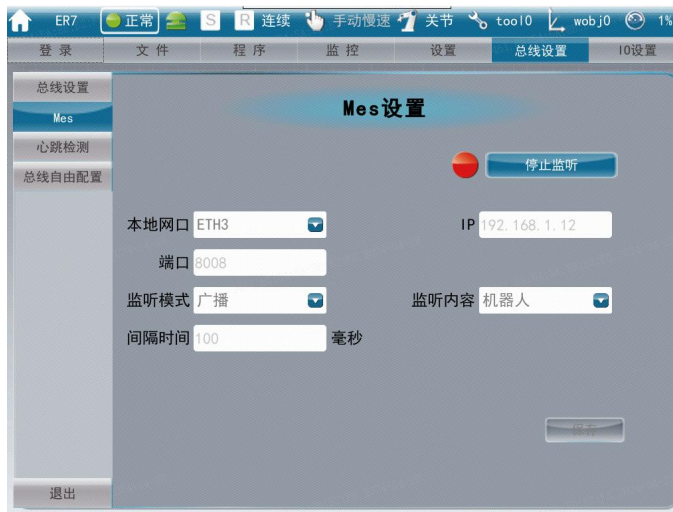 ER7 正常 S R 连续 手动慢速 关节 tool0 wobj0 1%
登录 文件 程序 监控 设置 总线设置 IO设置
总线设置
Mes
心跳检测
总线自由配置
退出
Mes设置
停止监听
本地网口 ETH3 IP 192.168.1.12
端口 8008
监听模式 广播 监听内容 机器人
间隔时间 100 毫秒
保存